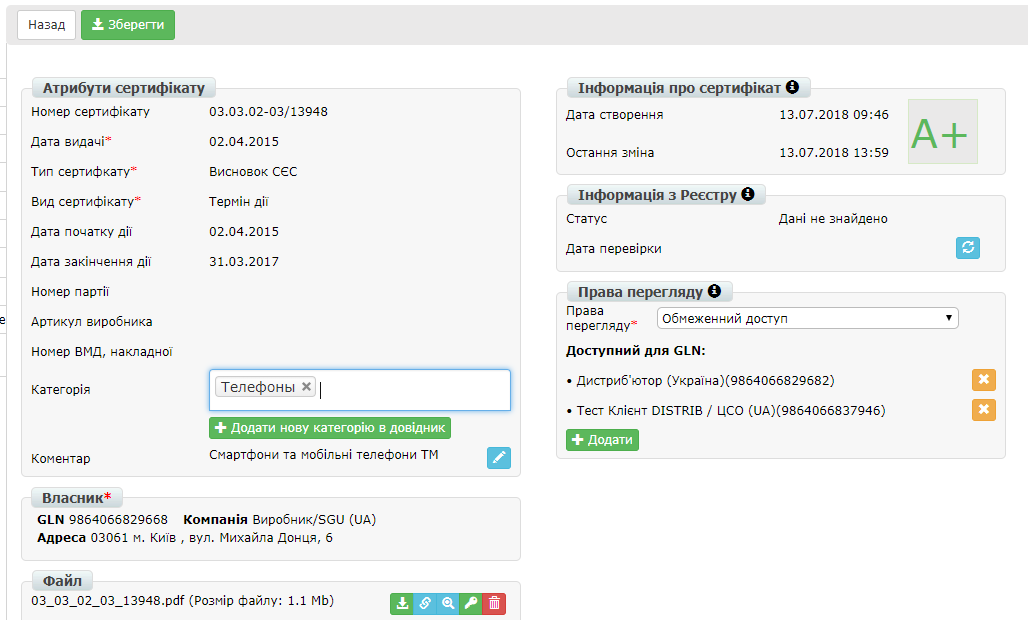 Назад
Зберегти
Атрибути сертифікату
Номер сертифікату 03.03.02-03/13948
Дата видачі* 02.04.2015
Тип сертифкату* Висновок СЄС
Вид сертифікату* Термін дії
Дата початку дії 02.04.2015
Дата закінчення дії 31.03.2017
Номер партії
Артикул виробника
Номер ВМД, накладної
Категорія Телефоны ×
Додати нову категорію в довідник
Коментар Смартфони та мобільні телефони ТМ
Власник*
GLN 9864066829668 Компанія Виробник/SGU (UA)
Адреса 03061 м. Київ , вул. Михайла Донця, 6
Файл
03_03_02_03_13948.pdf (Розмір файлу: 1.1 Mb)
Інформація про сертифікат
Дата створення 13.07.2018 09:46
Остання зміна 13.07.2018 13:59
A+
Інформація з Реєстру
Статус Дані не знайдено
Дата перевірки
Права перегляду
Права
перегляду* Обмеженний доступ
Доступний для GLN:
• Дистриб'ютор (Україна)(9864066829682)
• Тест Клієнт DISTRIB / ЦСО (UA)(9864066837946)
Додати